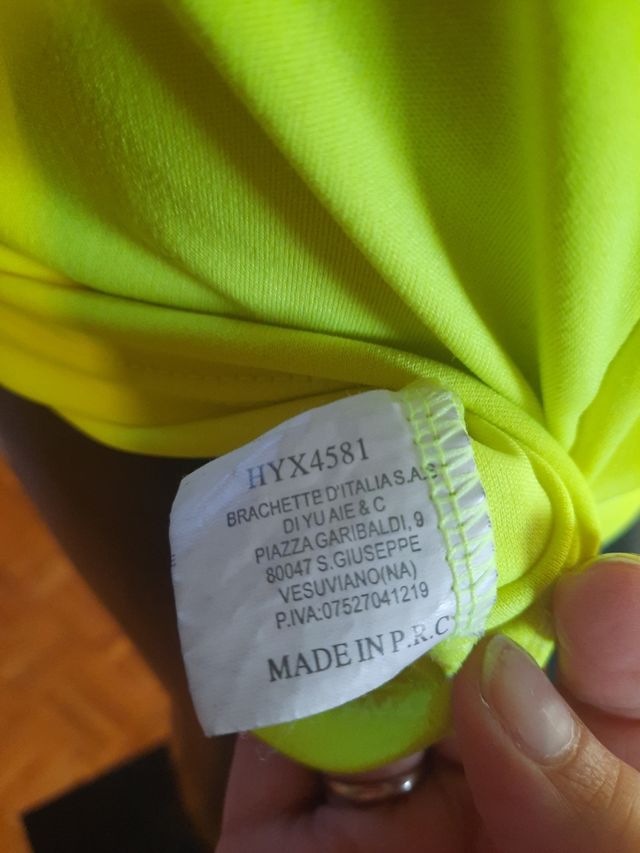 HYX4581
BRACHETTE D'ITALIA S.A.S
DI YU AIE & C
PIAZZA GARIBALDI, 9
80047 S.GIUSEPPE
VESUVIANO(NA)
P.IVA:07527041219
MADE IN P.R.C